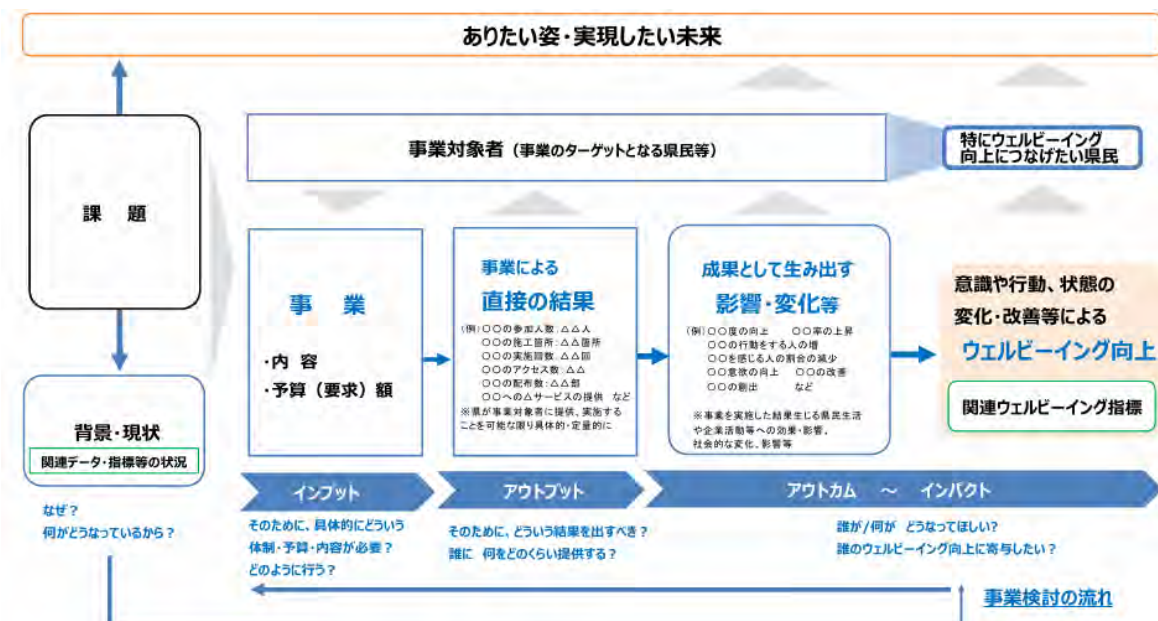 ありたい姿・実現したい未来
事業対象者（事業のターゲットとなる県民等）
特にウェルビーイング
向上につなげたい県民
課　題
事　業
・内 容
・予算（要求）額
事業による
直接の結果
(例)〇〇の参加人数：△△人
〇〇の施工箇所：△△箇所
〇〇の実施回数：△△回
〇〇のアクセス数：△△
〇〇の配布数：△△部
〇〇への△サービスの提供 など
※県が事業対象者に提供、実施する
ことを可能な限り具体的・定量的に
成果として生み出す
影響・変化等
(例)〇〇度の向上　〇〇率の上昇
〇〇の行動をする人の増
〇〇を感じる人の割合の減少
〇〇意欲の向上　〇〇の改善
〇〇の創出　など
※事業を実施した結果生じる県民生活
や企業活動等への効果・影響、
社会的な変化、影響等
意識や行動、状態の
変化・改善等による
ウェルビーイング向上
関連ウェルビーイング指標
背景・現状
関連データ・指標等の状況
なぜ？
何がどうなっているから？
インプット
アウトプット
アウトカム　～　インパクト
そのために、具体的にどういう
体制・予算・内容が必要？
どのように行う？
そのために、どういう結果を出すべき？
誰に 何をどのくらい提供する？
誰が/何が どうなってほしい？
誰のウェルビーイング向上に寄与したい？
事業検討の流れ